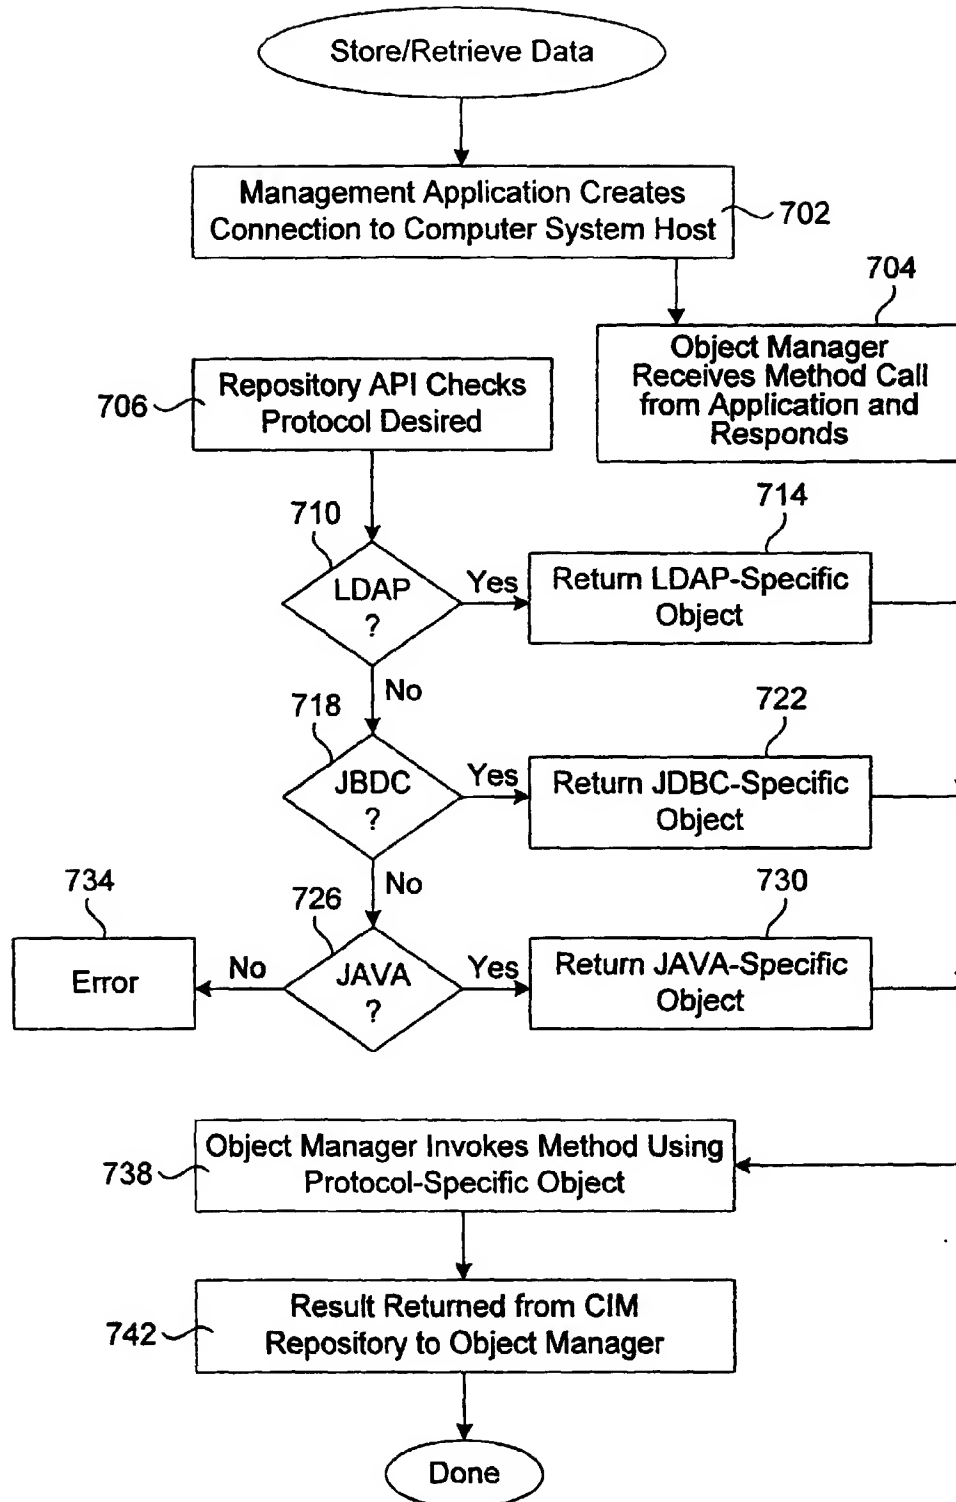 Store/Retrieve Data
Management Application Creates
Connection to Computer System Host
702
704
Object Manager
Receives Method Call
from Application and
Responds
706
Repository API Checks
Protocol Desired
710
LDAP
?
Yes
714
Return LDAP-Specific
Object
No
718
JBDC
?
Yes
722
Return JDBC-Specific
Object
No
734
Error
No
726
JAVA
?
Yes
730
Return JAVA-Specific
Object
738
Object Manager Invokes Method Using
Protocol-Specific Object
742
Result Returned from CIM
Repository to Object Manager
Done